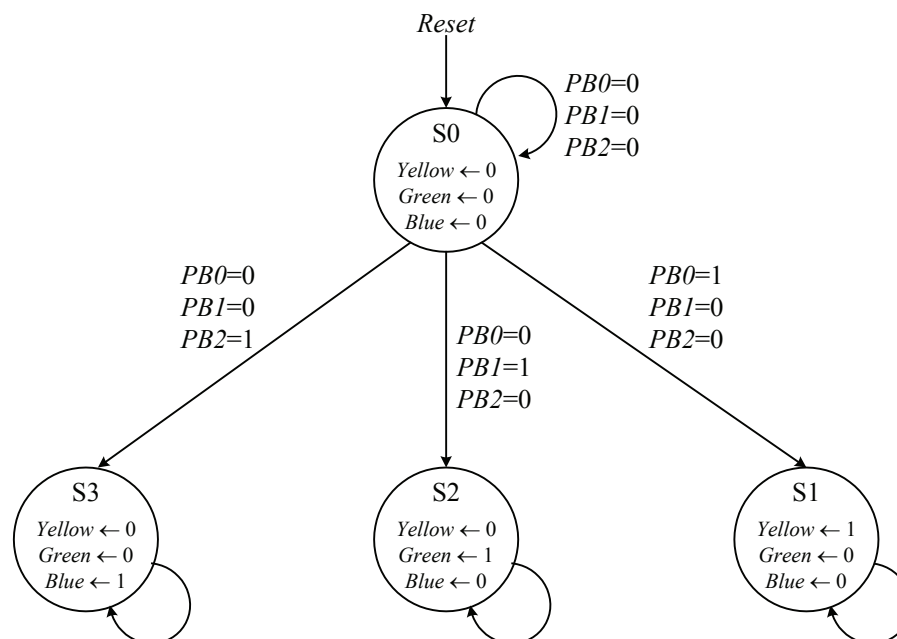 Reset
PB0=0
PB1=0
PB2=0
S0
Yellow ← 0
Green ← 0
Blue ← 0
PB0=0
PB1=0
PB2=1
PB0=0
PB1=1
PB2=0
PB0=1
PB1=0
PB2=0
S3
Yellow ← 0
Green ← 0
Blue ← 1
S2
Yellow ← 0
Green ← 1
Blue ← 0
S1
Yellow ← 1
Green ← 0
Blue ← 0